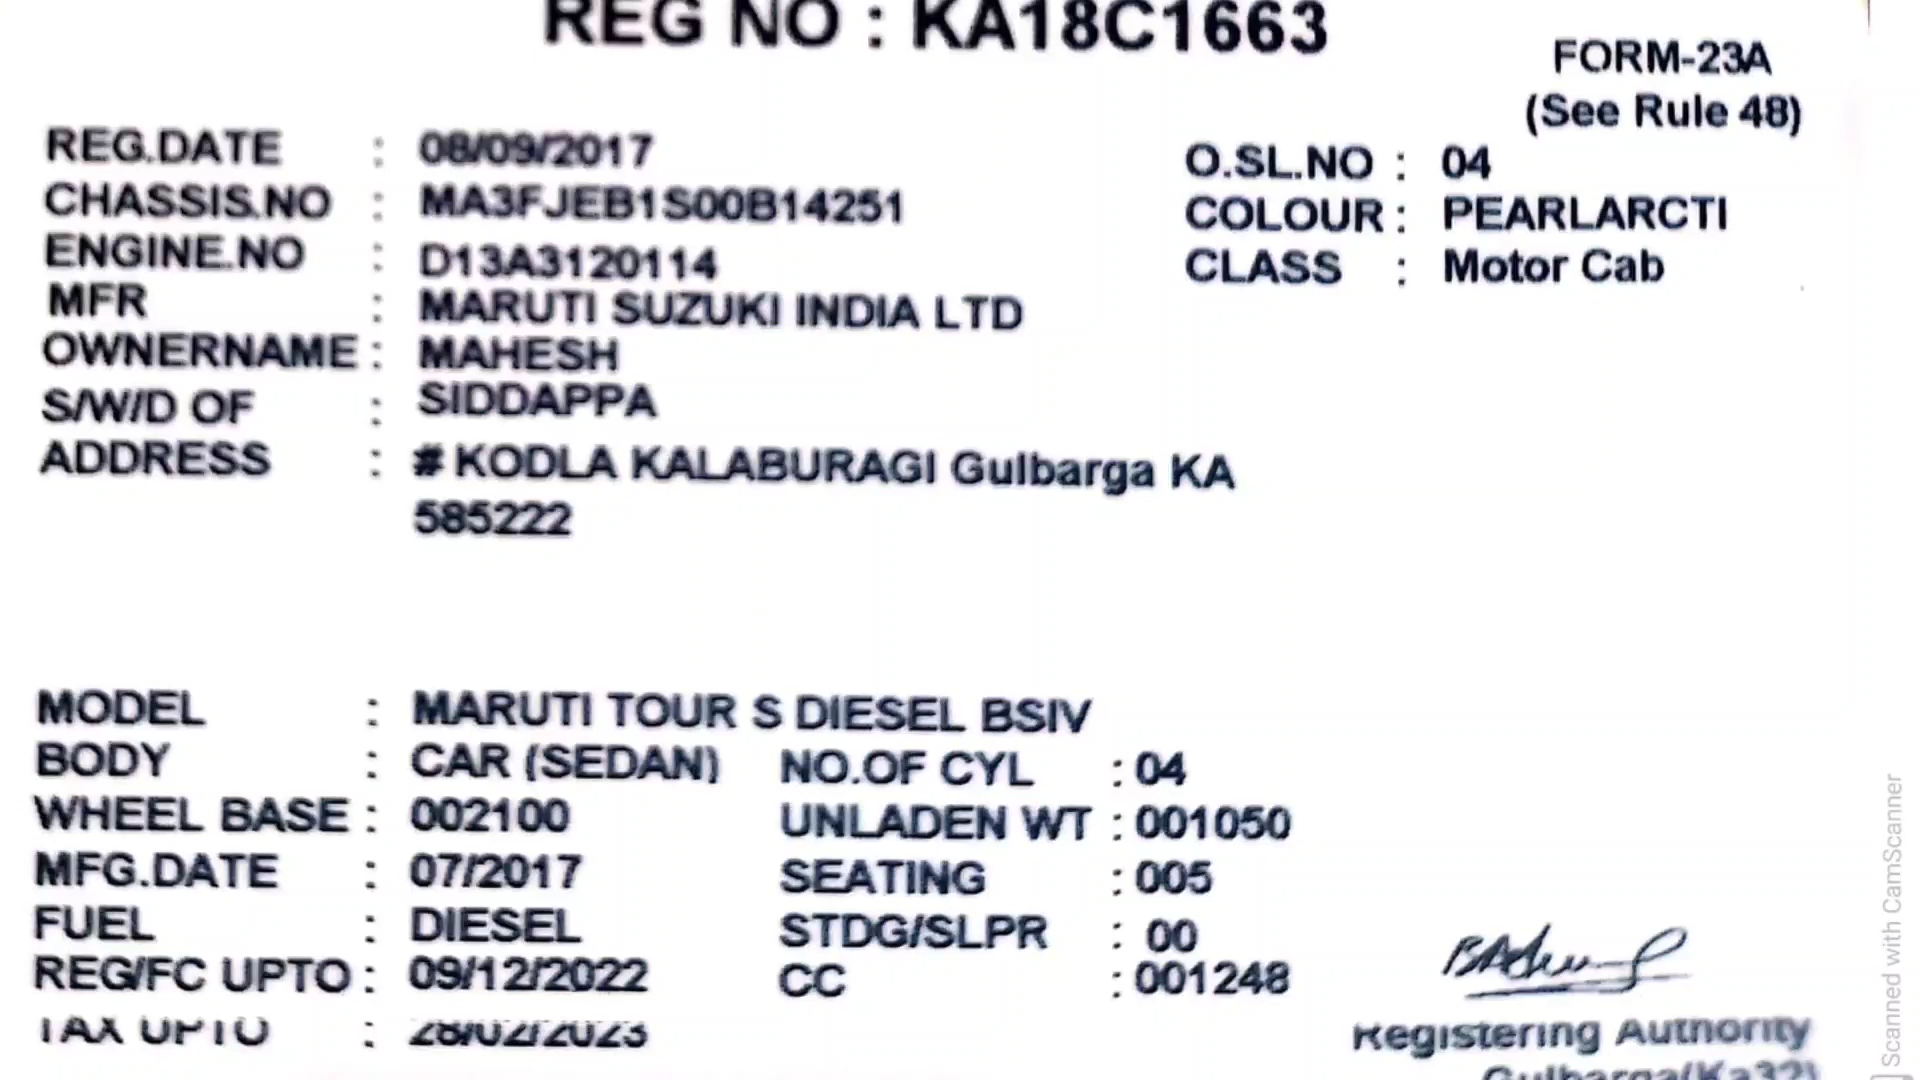 REG NO : KA18C1663
FORM-23A
(See Rule 48)
REG.DATE : 08/09/2017
O.SL.NO : 04
CHASSIS.NO : MA3FJEB1S00B14251
COLOUR : PEARLARCTI
ENGINE.NO : D13A3120114
CLASS : Motor Cab
MFR : MARUTI SUZUKI INDIA LTD
OWNERNAME : MAHESH
S/W/D OF : SIDDAPPA
ADDRESS : # KODLA KALABURAGI Gulbarga KA
585222
MODEL : MARUTI TOUR S DIESEL BSIV
BODY : CAR (SEDAN) NO.OF CYL : 04
WHEEL BASE : 002100 UNLADEN WT : 001050
MFG.DATE : 07/2017 SEATING : 005
FUEL : DIESEL STDG/SLPR : 00
REG/FC UPTO : 09/12/2022 CC : 001248
TAX UPTO : 28/02/2023
Registering Authority
Gulbarga(Ka32)
Scanned with CamScanner